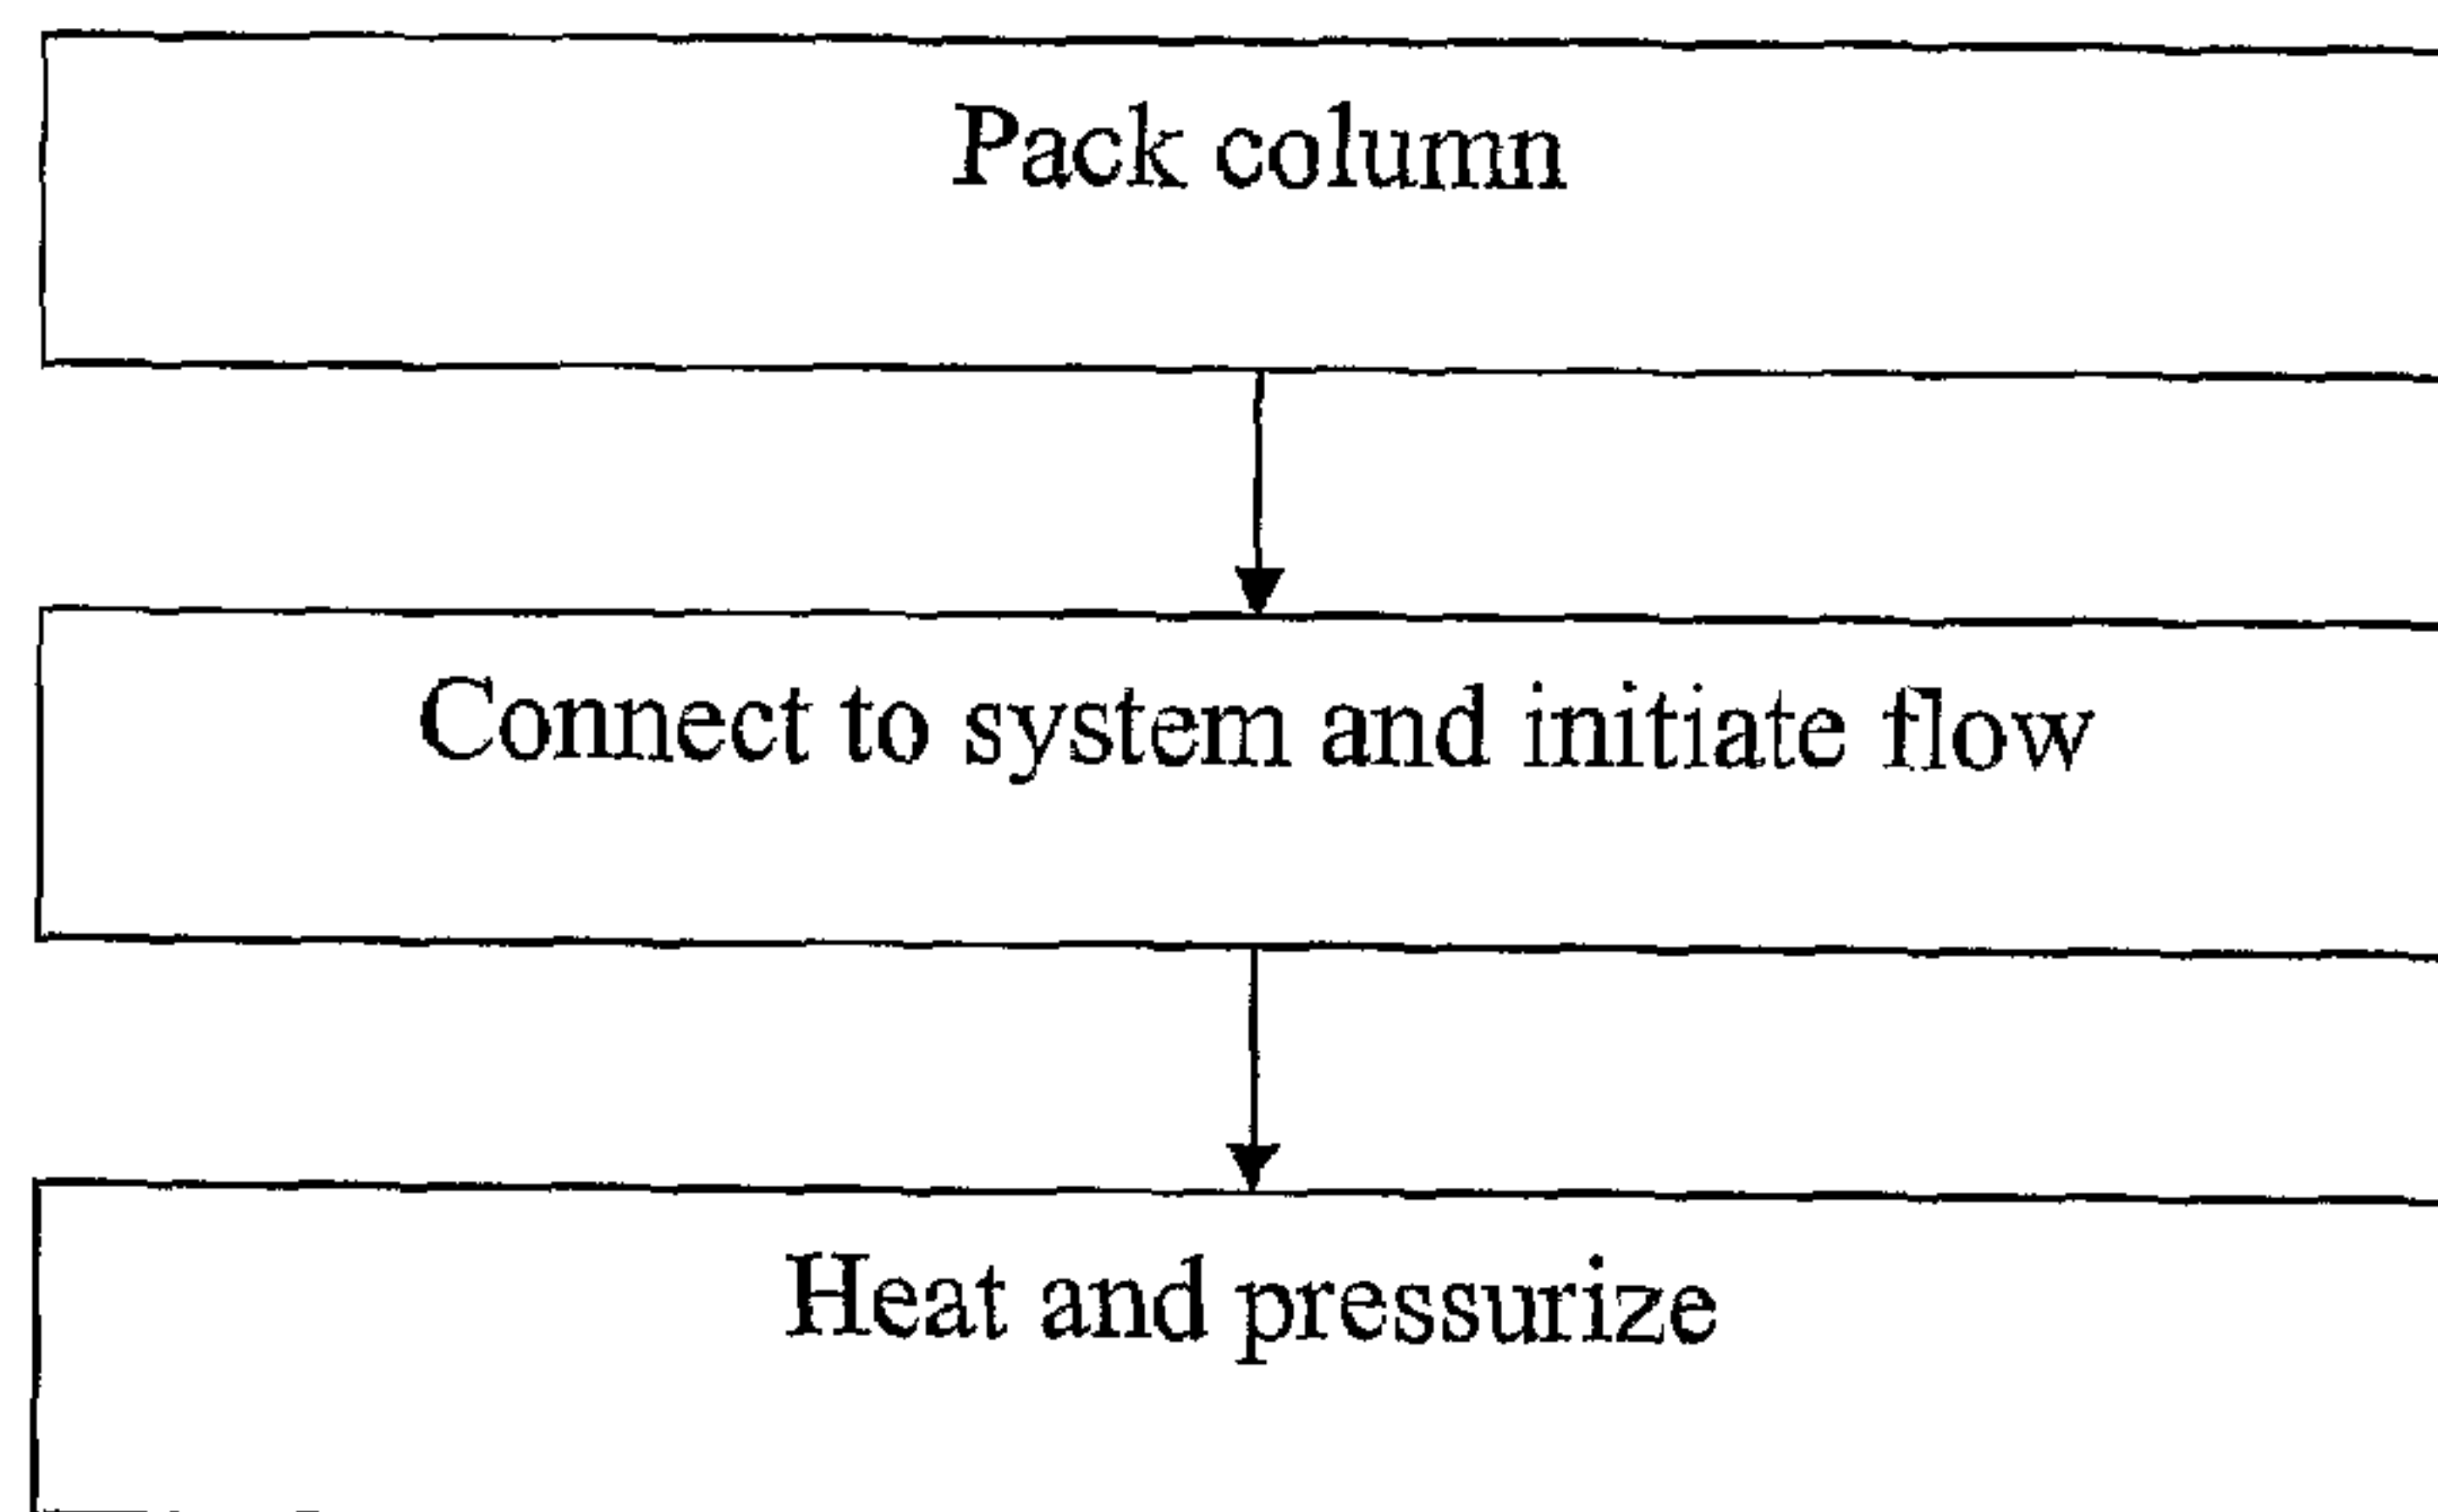 Pack column
Connect to system and initiate flow
Heat and pressurize